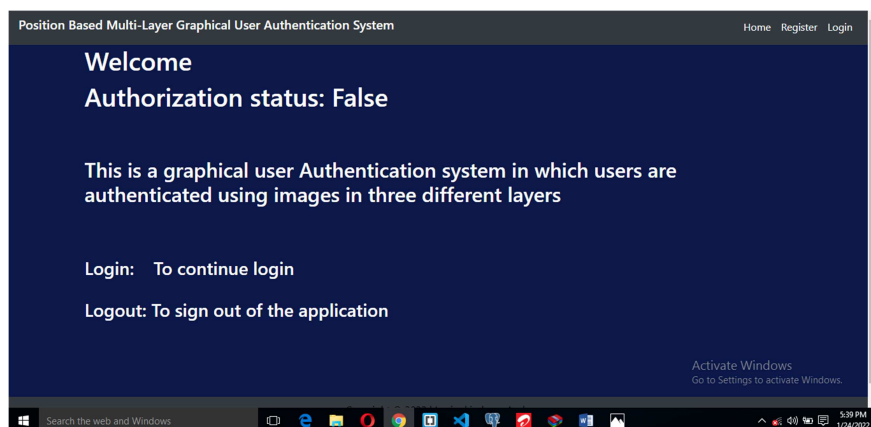 Position Based Multi-Layer Graphical User Authentication System
Home Register Login
Welcome
Authorization status: False
This is a graphical user Authentication system in which users are
authenticated using images in three different layers
Login: To continue login
Logout: To sign out of the application
Activate Windows
Go to Settings to activate Windows.
Search the web and Windows
5:39 PM
1/24/2022